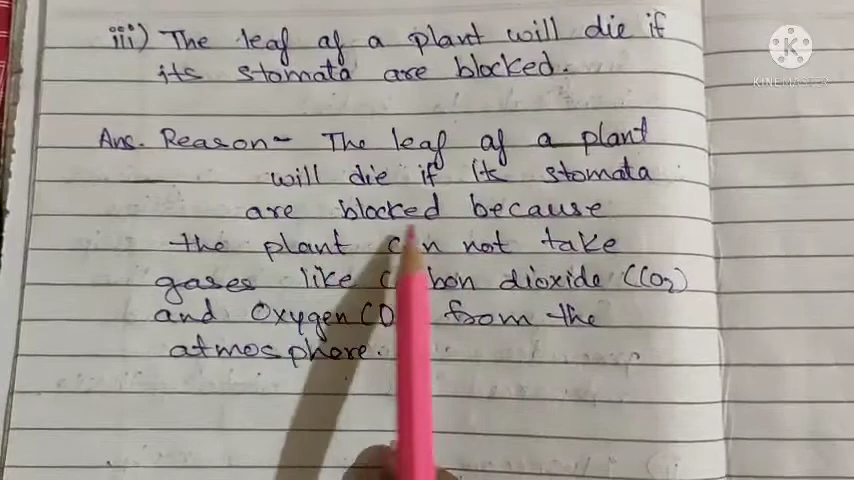 iii) The leaf of a plant will die if
its stomata are blocked.
KINEMASTER
Ans. Reason- The leaf of a plant
will die if its stomata
are blocked because
the plant can not take
gases like dioxide (CO2)
and Oxygen (O from the
atmosphere.